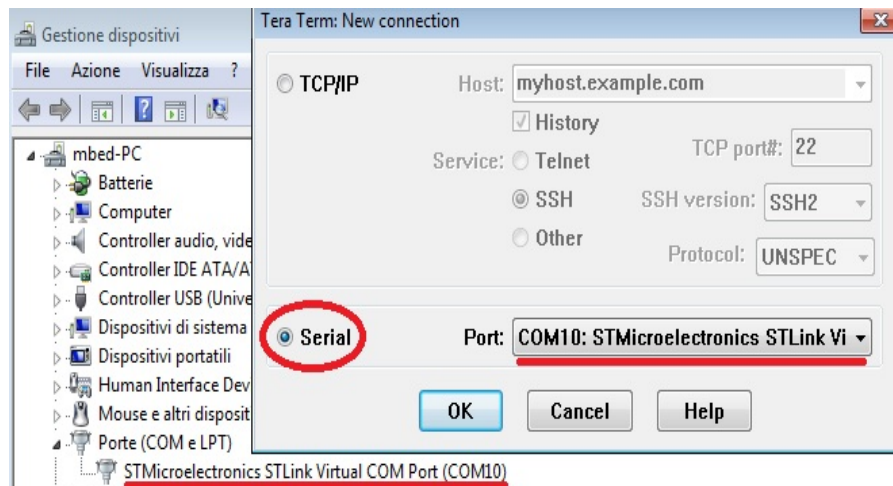 Gestione dispositivi
File Azione Visualizza ?
mbed-PC
Batterie
Computer
Controller audio, vide
Controller IDE ATA/A
Controller USB (Unive
Dispositivi di sistema
Dispositivi portatili
Human Interface Dev
Mouse e altri disposit
Porte (COM e LPT)
STMicroelectronics STLink Virtual COM Port (COM10)
Tera Term: New connection
TCP/IP Host: myhost.example.com
History
Service: Telnet TCP port#: 22
SSH SSH version: SSH2
Other Protocol: UNSPEC
Serial Port: COM10: STMicroelectronics STLink Vi
OK Cancel Help